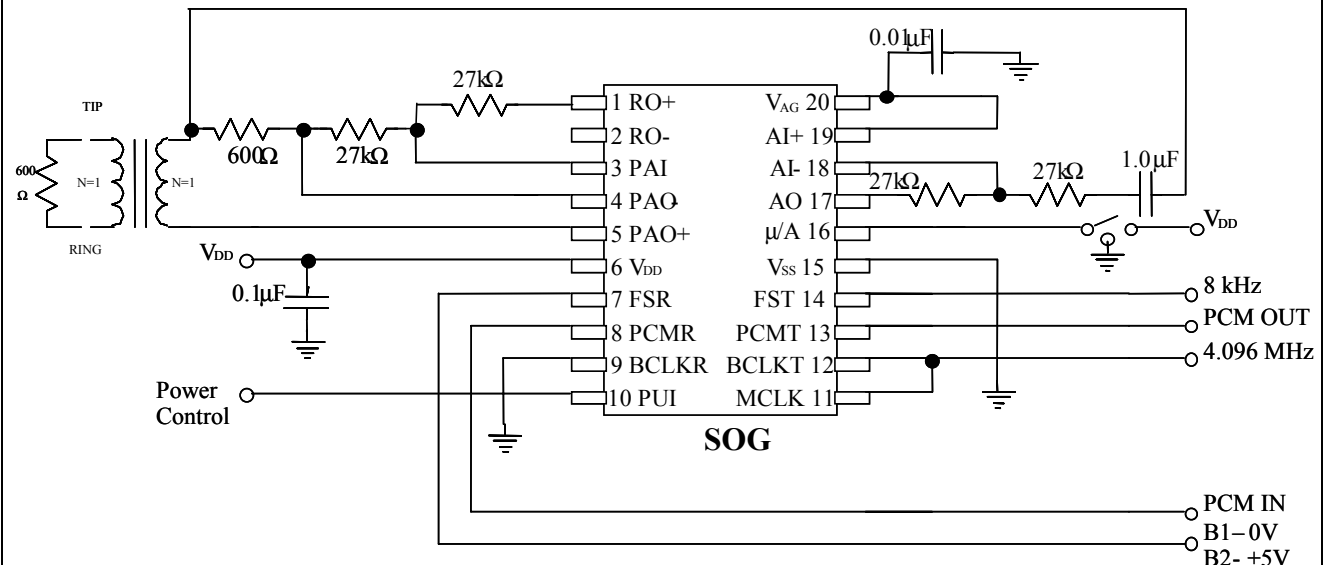 0.01µF
27kΩ
TIP
600
Ω
N=1
N=1
RING
600Ω
27kΩ
1 RO+
2 RO-
3 PAI
4 PAO-
5 PAO+
6 VDD
7 FSR
8 PCMR
9 BCLKR
10 PUI
VAG 20
AI+ 19
AI- 18
AO 17
µ/A 16
VSS 15
FST 14
PCMT 13
BCLKT 12
MCLK 11
SOG
27kΩ
27kΩ
1.0µF
VDD
VDD
0.1µF
Power
Control
8 kHz
PCM OUT
4.096 MHz
PCM IN
B1–0V
B2- +5V